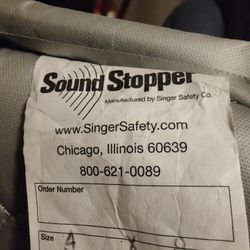 Sound Stopper
Manufactured by Singer Safety Co.
www.SingerSafety.com
Chicago, Illinois 60639
800-621-0089
Order Number
Size 4 X